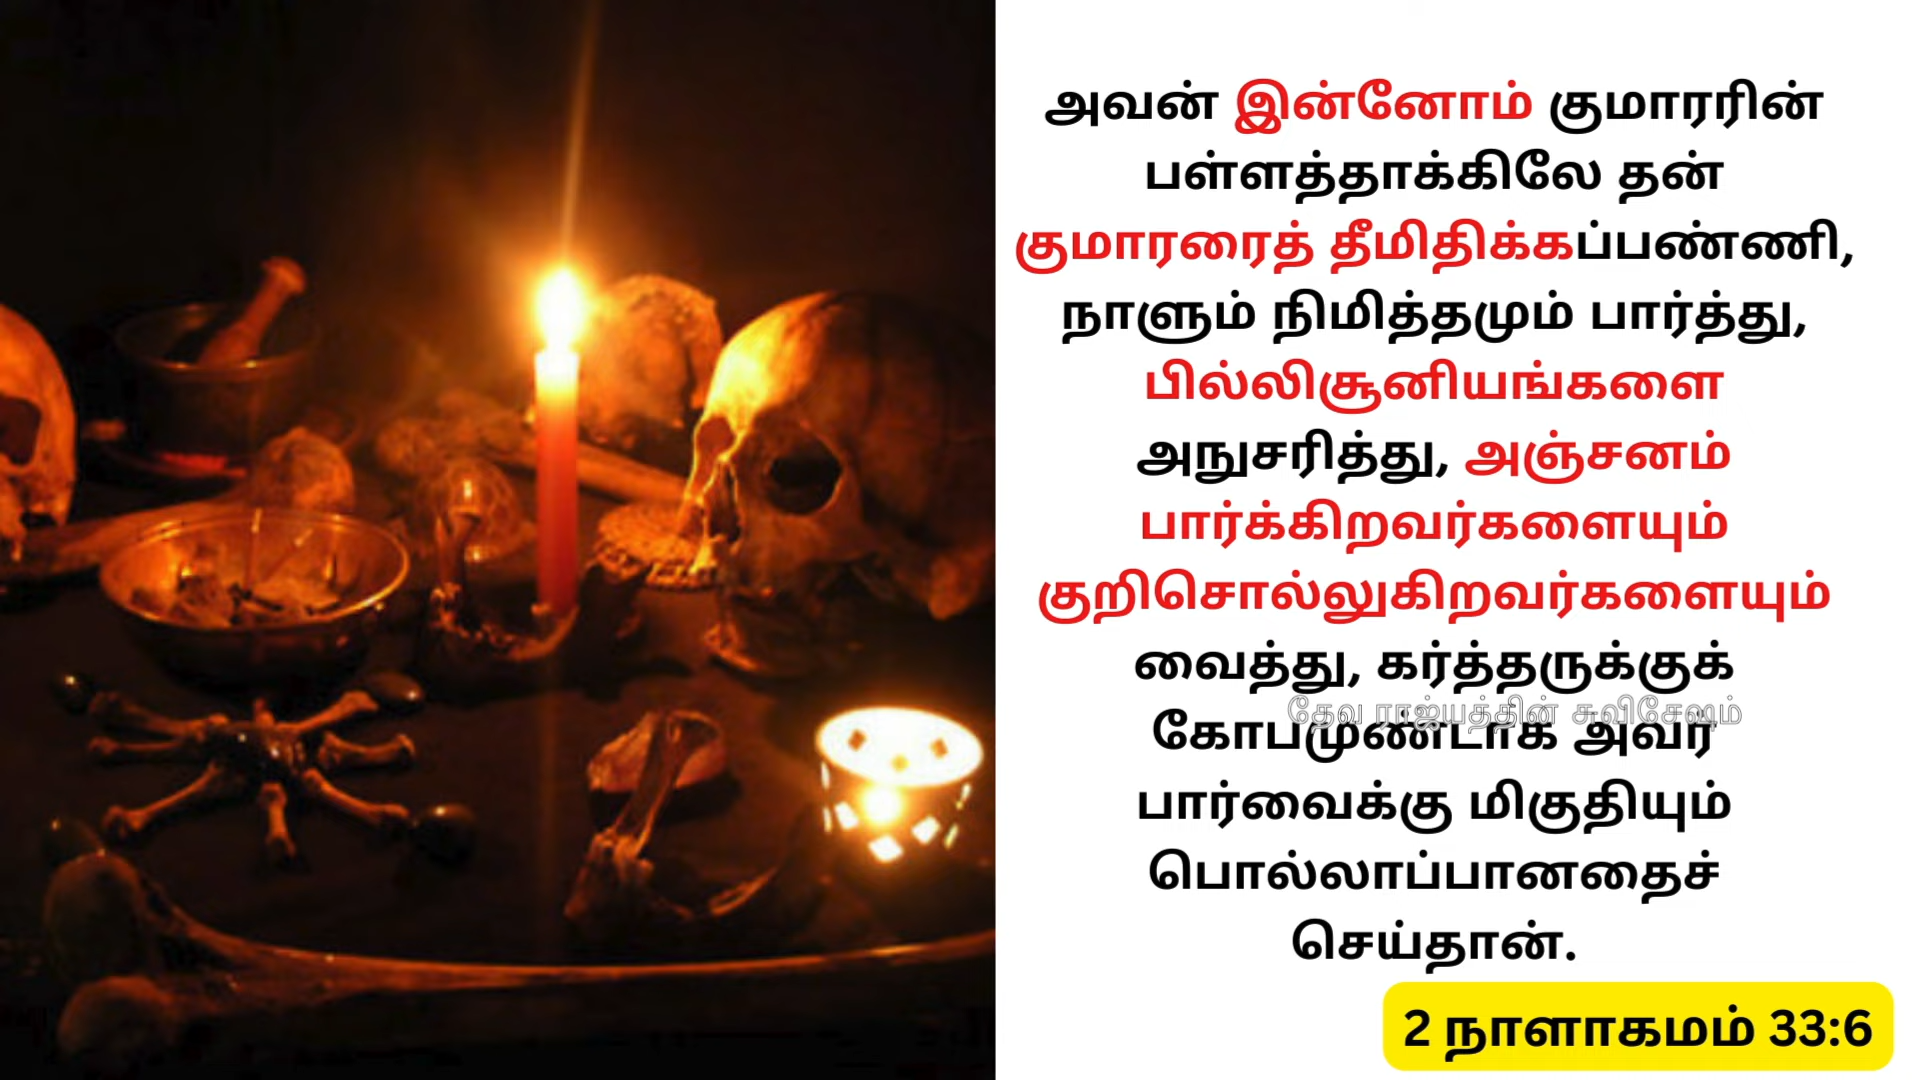 அவன் இன்னோம் குமாரரின்
பள்ளத்தாக்கிலே தன்
குமாரரைத் தீமிதிக்கப்பண்ணி,
நாளும் நிமித்தமும் பார்த்து,
பில்லிசூனியங்களை
அநுசரித்து, அஞ்சனம்
பார்க்கிறவர்களையும்
குறிசொல்லுகிறவர்களையும்
வைத்து, கர்த்தருக்குக்
தேவ ராஜ்யத்தின் சுவிசேஷம்
கோபமுண்டாக அவர்
பார்வைக்கு மிகுதியும்
பொல்லாப்பானதைச்
செய்தான்.
2 நாளாகமம் 33:6